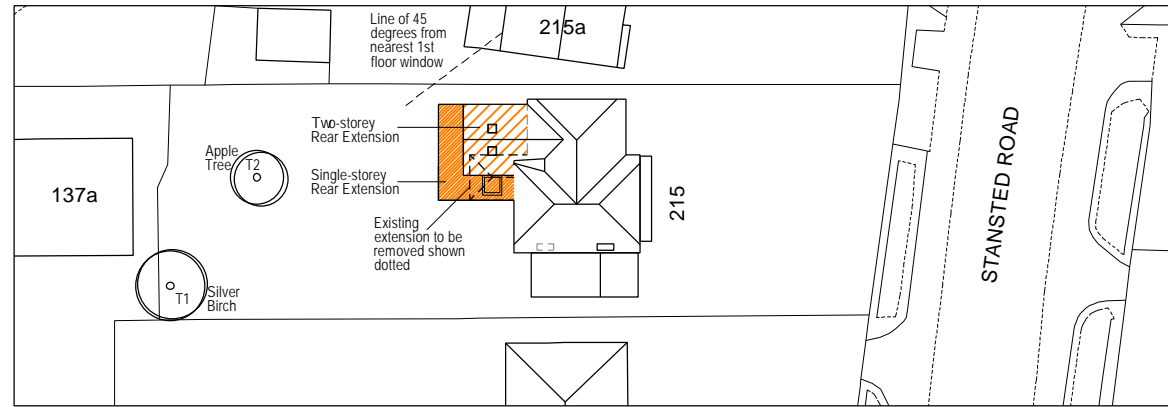 Line of 45
degrees from
nearest 1st
floor window
215a
Two-storey
Rear Extension
Single-storey
Rear Extension
Existing
extension to be
removed shown
dotted
Apple
Tree
T2
137a
T1
Silver
Birch
215
STANSTED ROAD